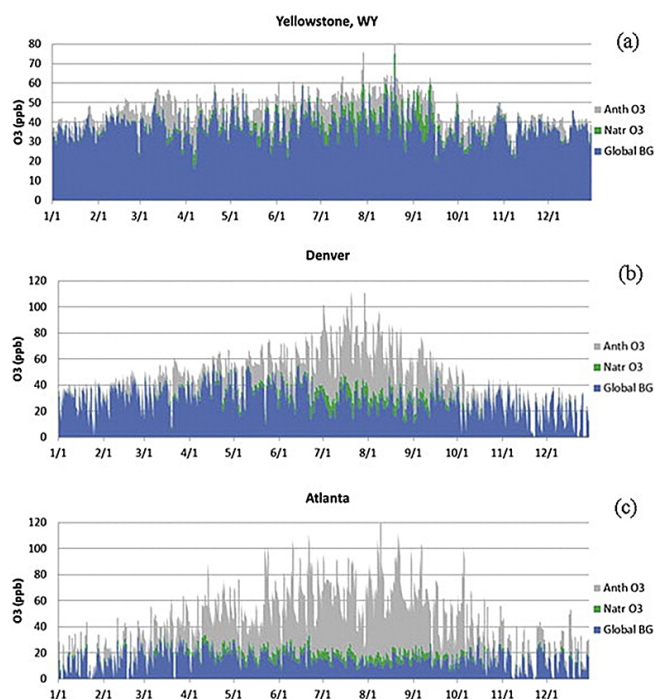 Yellowstone, WY
(a)
80
70
60
50
40
30
20
10
0
O3 (ppb)
Anth O3
Natr O3
Global BG
1/1 2/1 3/1 4/1 5/1 6/1 7/1 8/1 9/1 10/1 11/1 12/1
Denver
(b)
120
100
80
60
40
20
0
O3 (ppb)
Anth O3
Natr O3
Global BG
1/1 2/1 3/1 4/1 5/1 6/1 7/1 8/1 9/1 10/1 11/1 12/1
Atlanta
(c)
120
100
80
60
40
20
0
O3 (ppb)
Anth O3
Natr O3
Global BG
1/1 2/1 3/1 4/1 5/1 6/1 7/1 8/1 9/1 10/1 11/1 12/1